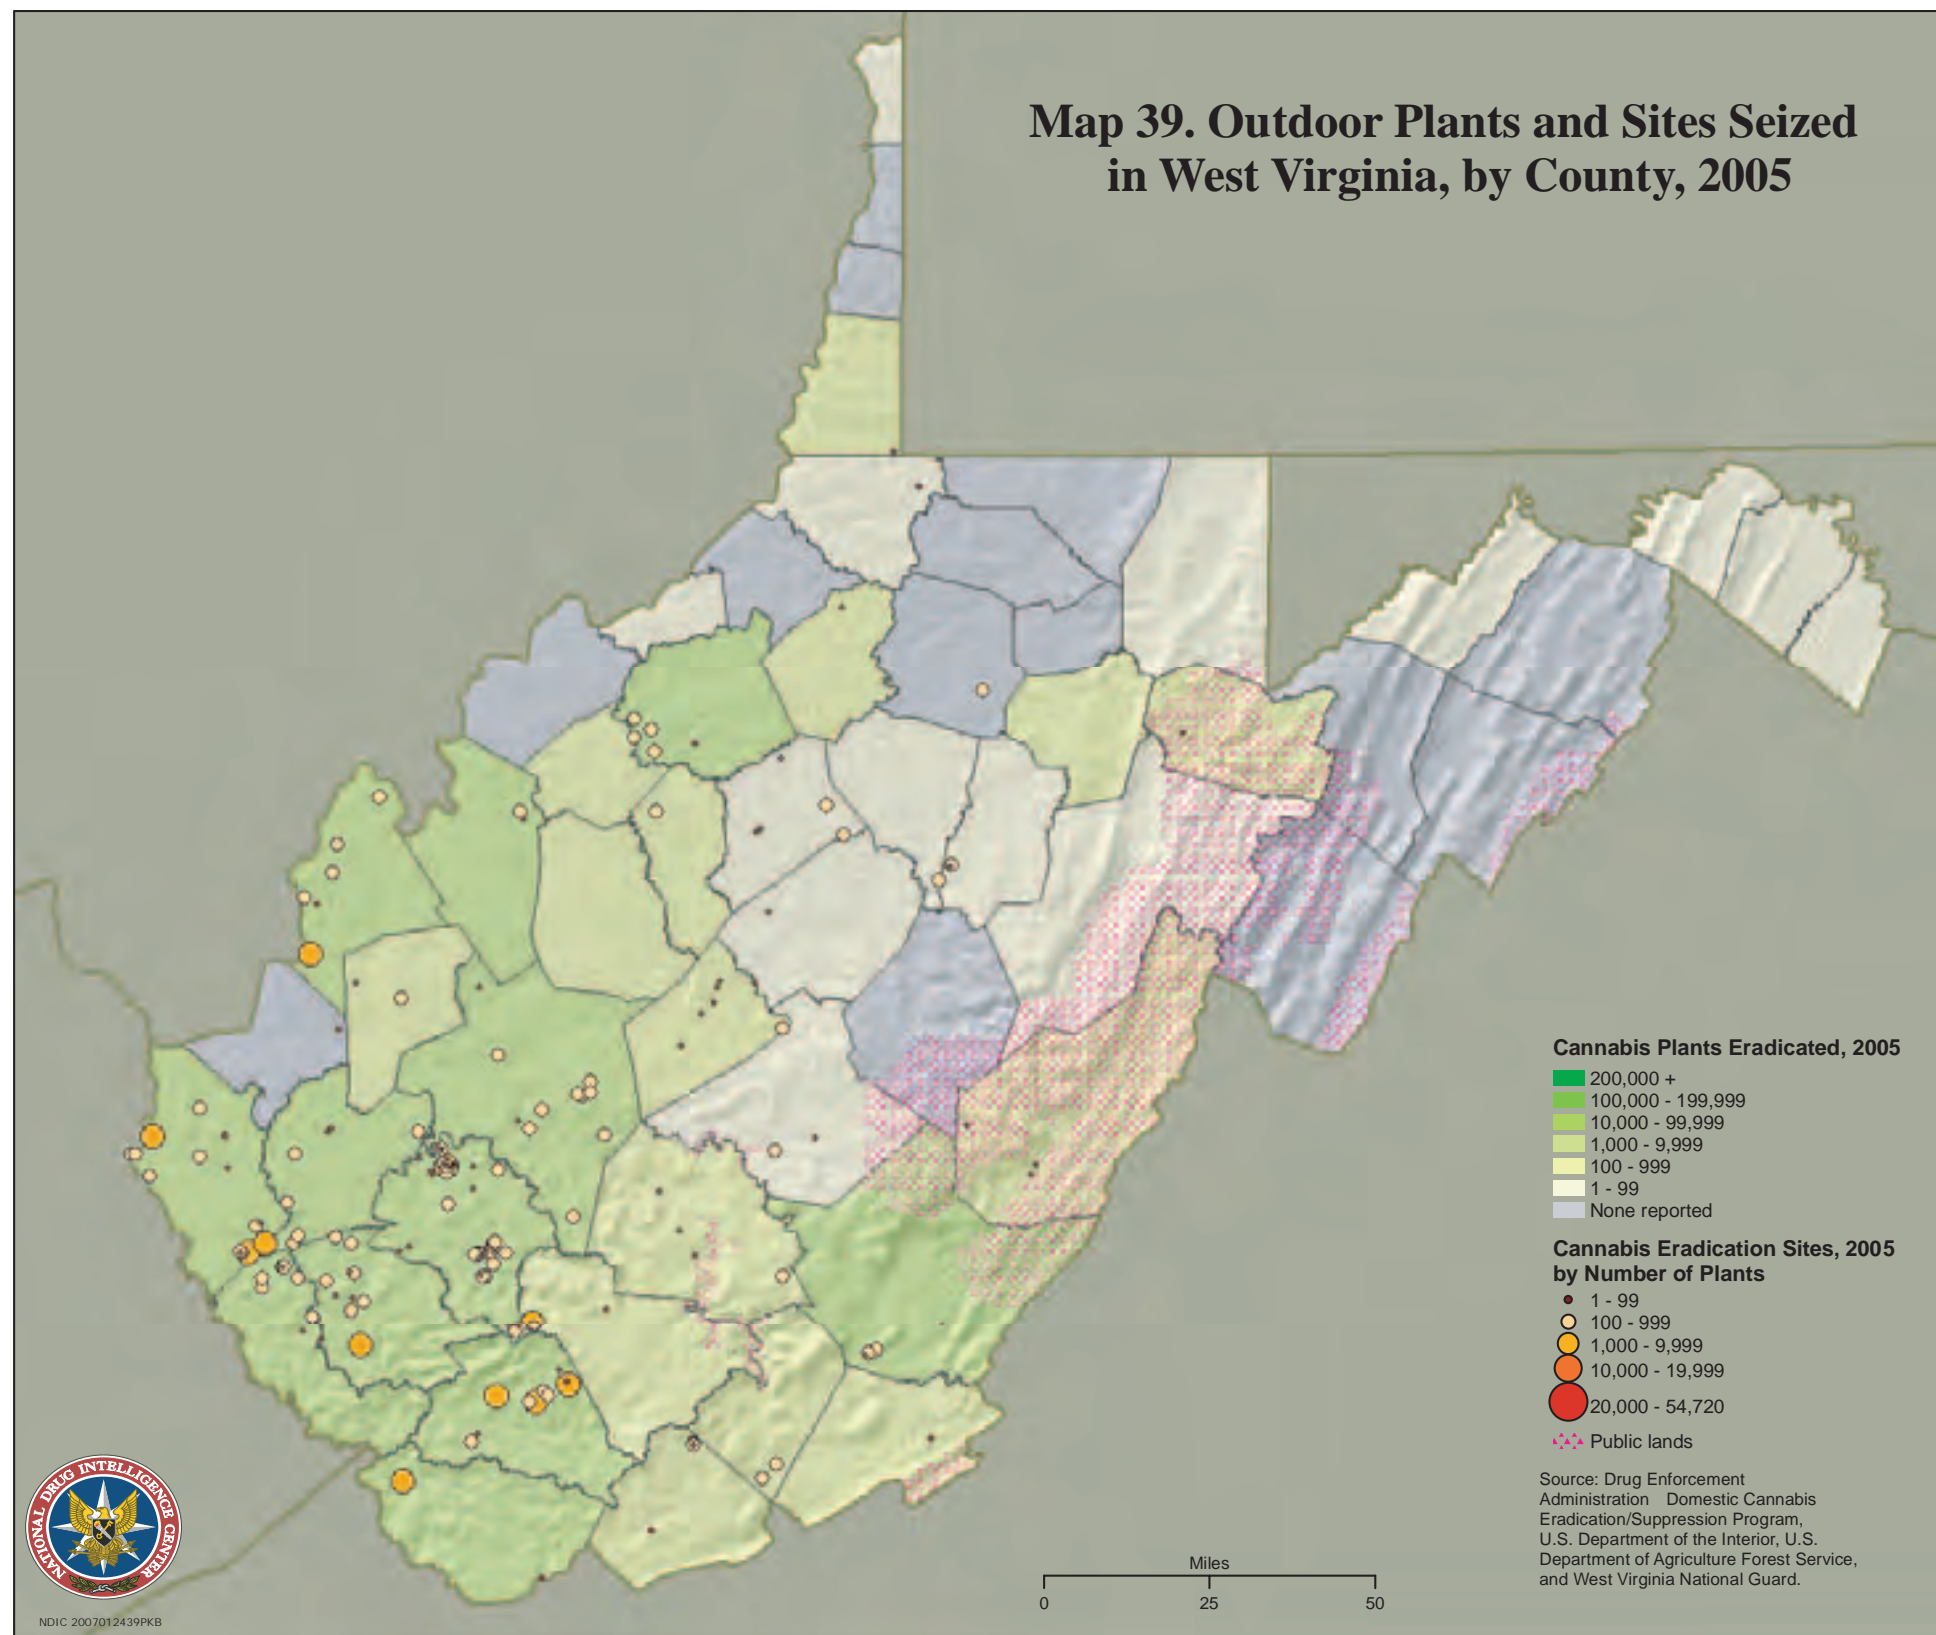 Map 39. Outdoor Plants and Sites Seized
in West Virginia, by County, 2005
Cannabis Plants Eradicated, 2005
200,000 +
100,000 - 199,999
10,000 - 99,999
1,000 - 9,999
100 - 999
1 - 99
None reported
Cannabis Eradication Sites, 2005
by Number of Plants
1 - 99
100 - 999
1,000 - 9,999
10,000 - 19,999
20,000 - 54,720
Public lands
Source: Drug Enforcement
Administration Domestic Cannabis
Eradication/Suppression Program,
U.S. Department of the Interior, U.S.
Department of Agriculture Forest Service,
and West Virginia National Guard.
Miles
0 25 50
NATIONAL DRUG INTELLIGENCE CENTER
NDIC 2007012439PKB